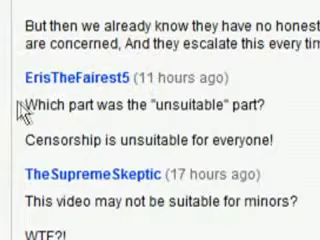 But then we already know they have no honest
are concerned, And they escalate this every tim
ErisTheFairest5 (11 hours ago)
Which part was the "unsuitable" part?
Censorship is unsuitable for everyone!
TheSupremeSkeptic (17 hours ago)
This video may not be suitable for minors?
WTF?!